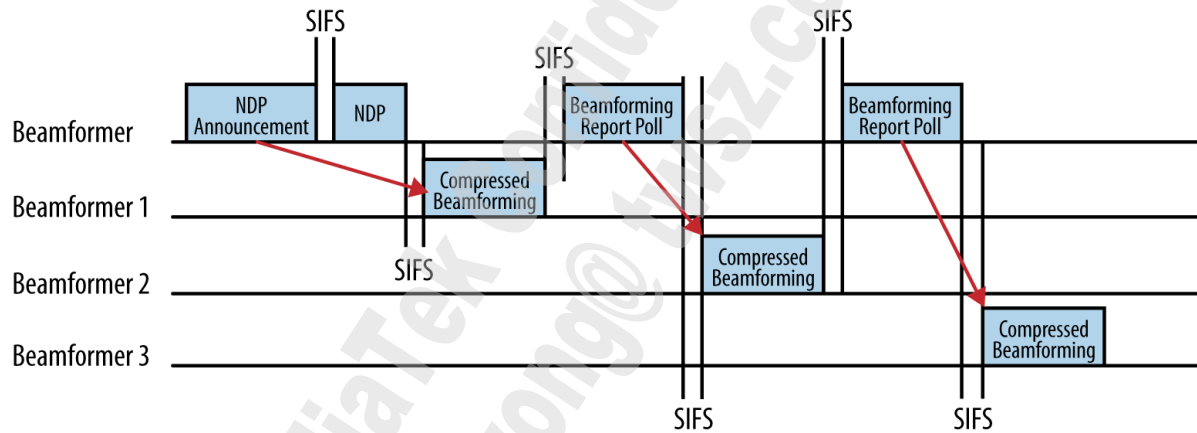 SIFS
SIFS
SIFS
NDP
Announcement
NDP
Beamforming
Report Poll
Beamforming
Report Poll
Beamformer
Compressed
Beamforming
Beamformer 1
SIFS
Compressed
Beamforming
Beamformer 2
Compressed
Beamforming
Beamformer 3
SIFS
SIFS